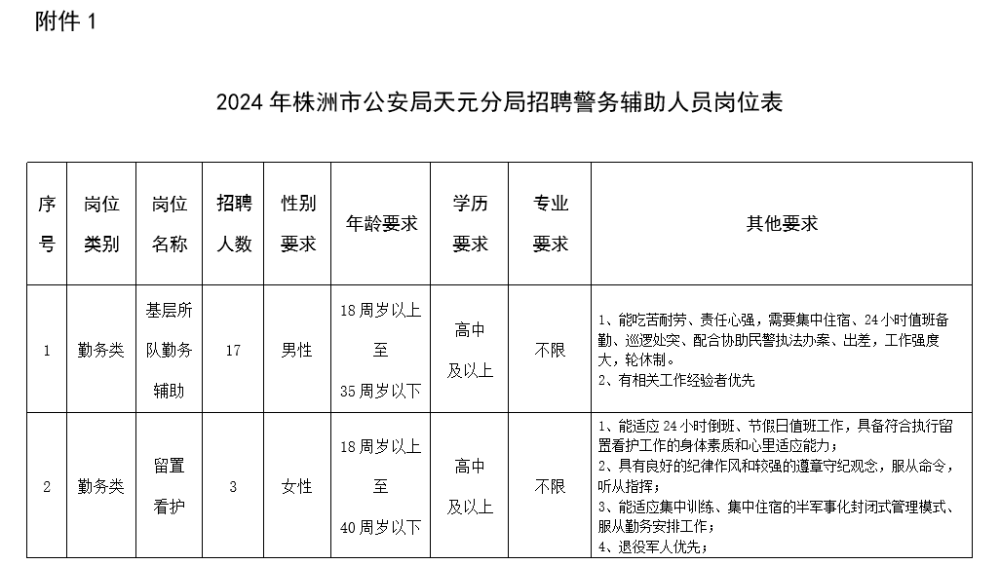 附件1
2024年株洲市公安局天元分局招聘警务辅助人员岗位表
序号 岗位类别 岗位名称 招聘人数 性别要求 年龄要求 学历要求 专业要求 其他要求
1 勤务类 基层所队勤务辅助 17 男性 18周岁以上至35周岁以下 高中及以上 不限
1、能吃苦耐劳、责任心强，需要集中住宿、24小时值班备
勤、巡逻处突、配合协助民警执法办案、出差，工作强度
大，轮休制。
2、有相关工作经验者优先
2 勤务类 留置看护 3 女性 18周岁以上至40周岁以下 高中及以上 不限
1、能适应24小时倒班、节假日值班工作，具备符合执行留
置看护工作的身体素质和心里适应能力；
2、具有良好的纪律作风和较强的遵章守纪观念，服从命令，
听从指挥；
3、能适应集中训练、集中住宿的半军事化封闭式管理模式、
服从勤务安排工作；
4、退役军人优先；